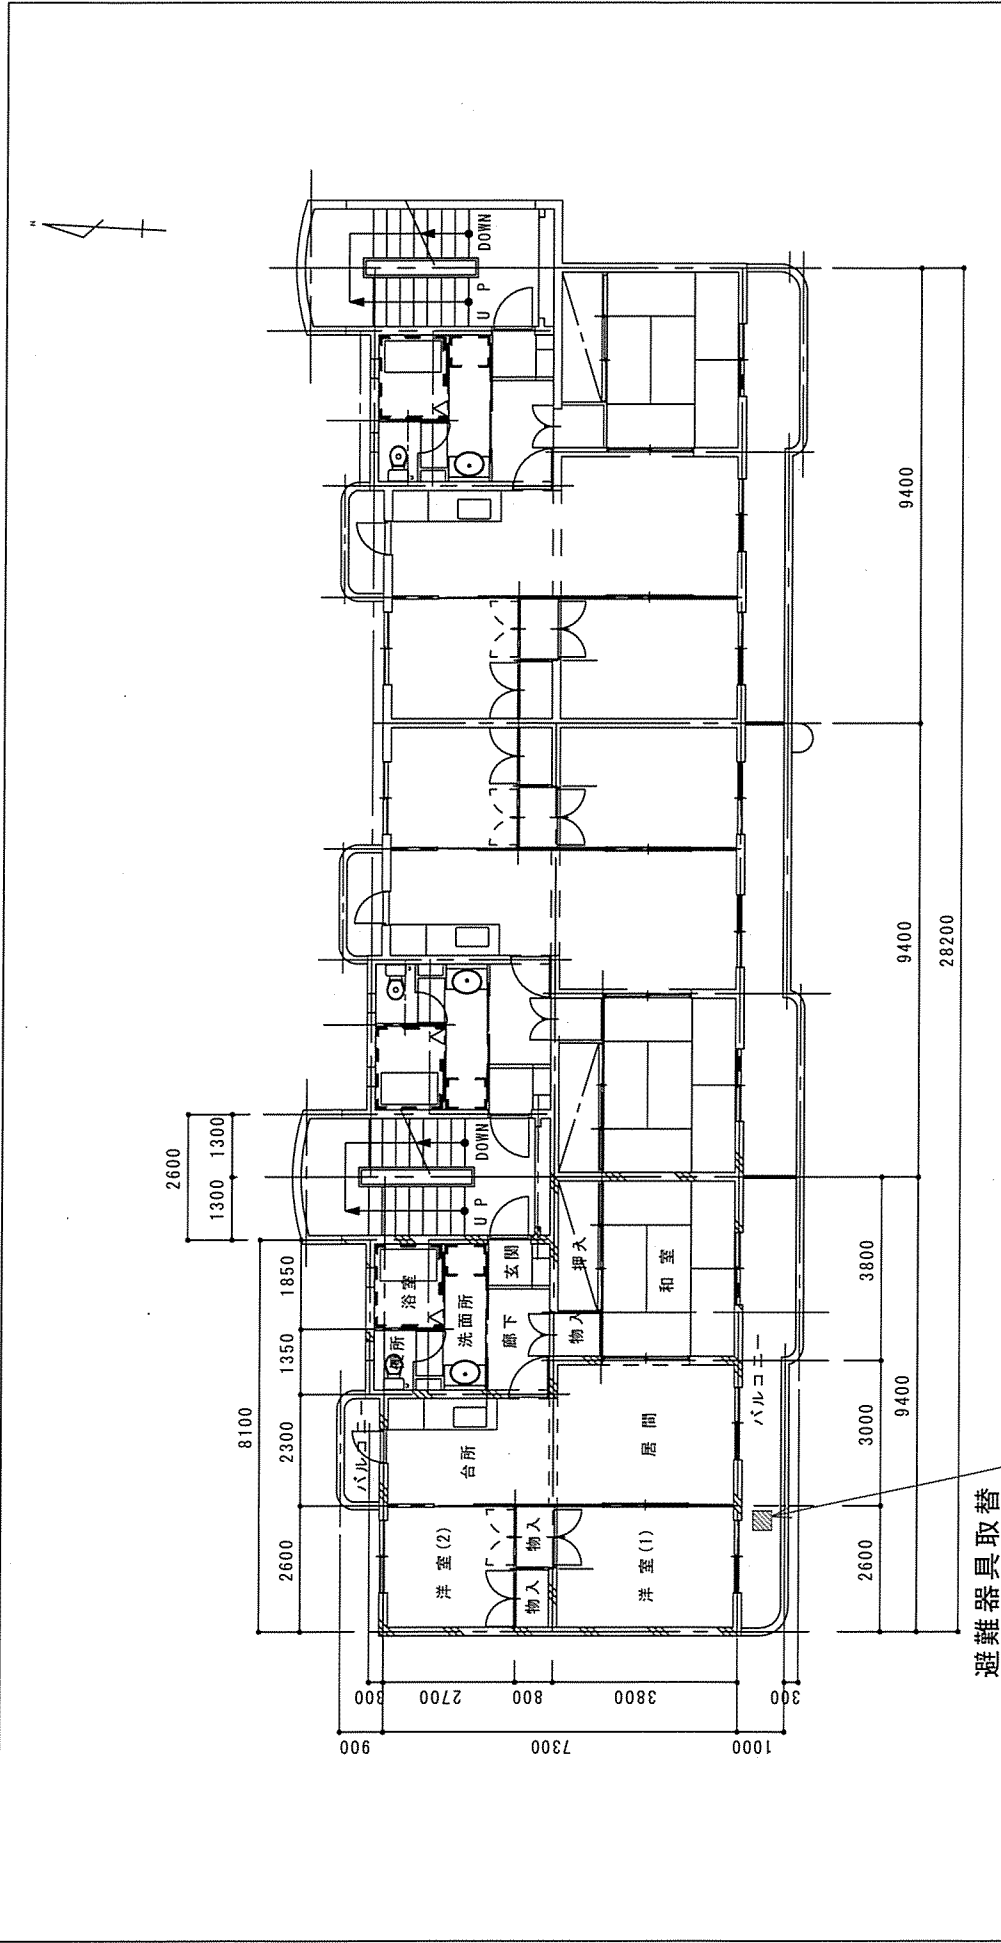 N
2600
1300
1300
8100
2600
2300
1350
1850
バルコニー
便所
浴室
洗面所
玄関
廊下
台所
洋 室(2)
物入
物入
物入
押入
洋 室(1)
居 間
和 室
バルコニー
U P
DOWN
U P
DOWN
900
300
2700
800
3800
7300
1000
300
2600
3000
3800
9400
9400
9400
28200
避難器具取替